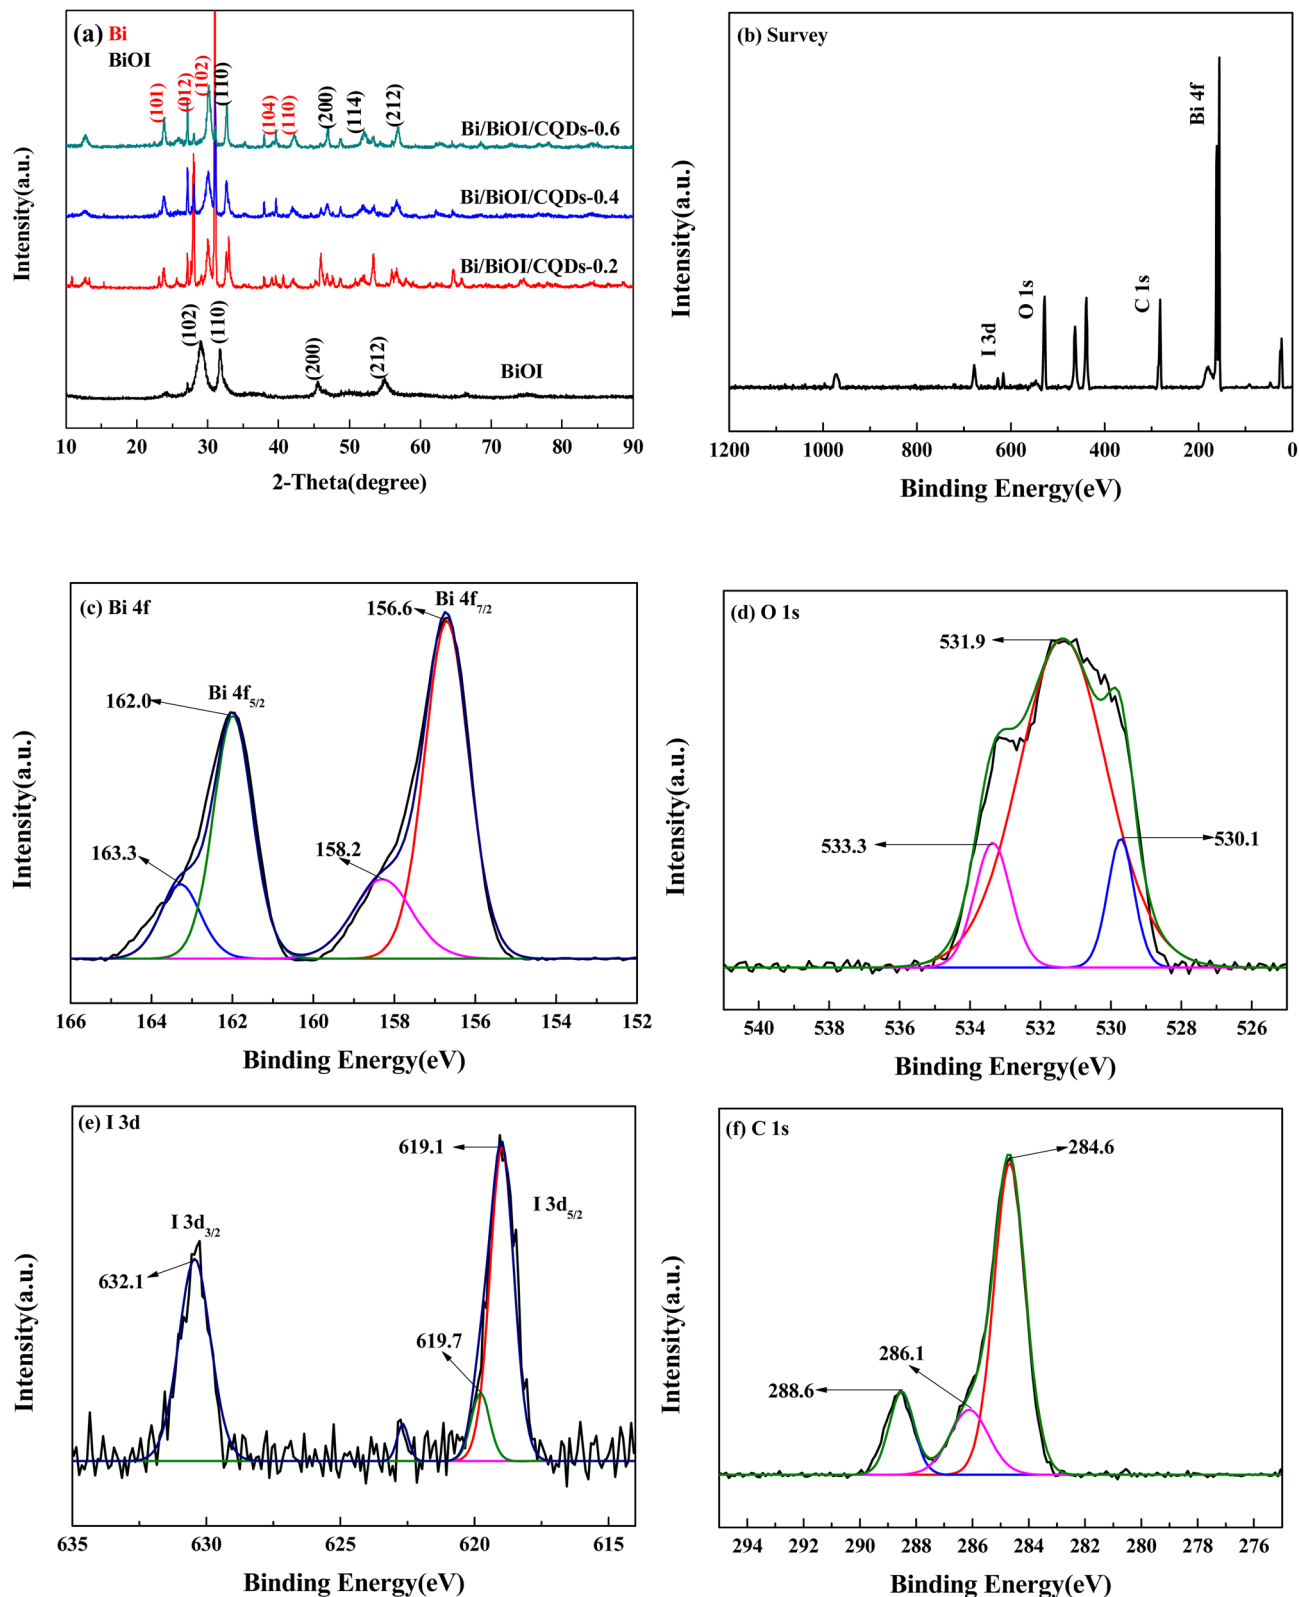 (a) Bi
BiOI
(101)
(012)
(102)
(110)
(104)
(110)
(200)
(114)
(212)
Bi/BiOI/CQDs-0.6
Bi/BiOI/CQDs-0.4
Bi/BiOI/CQDs-0.2
(102)
(110)
(200)
(212)
BiOI
Intensity(a.u.)
10 20 30 40 50 60 70 80 90
2-Theta(degree)
(b) Survey
Bi 4f
C 1s
O 1s
I 3d
Intensity(a.u.)
1200 1000 800 600 400 200 0
Binding Energy(eV)
(c) Bi 4f
156.6
Bi 4f7/2
162.0
Bi 4f5/2
163.3
158.2
Intensity(a.u.)
166 164 162 160 158 156 154 152
Binding Energy(eV)
(d) O 1s
531.9
533.3
530.1
Intensity(a.u.)
540 538 536 534 532 530 528 526
Binding Energy(eV)
(e) I 3d
619.1
I 3d5/2
I 3d3/2
632.1
619.7
Intensity(a.u.)
635 630 625 620 615
Binding Energy(eV)
(f) C 1s
284.6
286.1
288.6
Intensity(a.u.)
294 292 290 288 286 284 282 280 278 276
Binding Energy(eV)